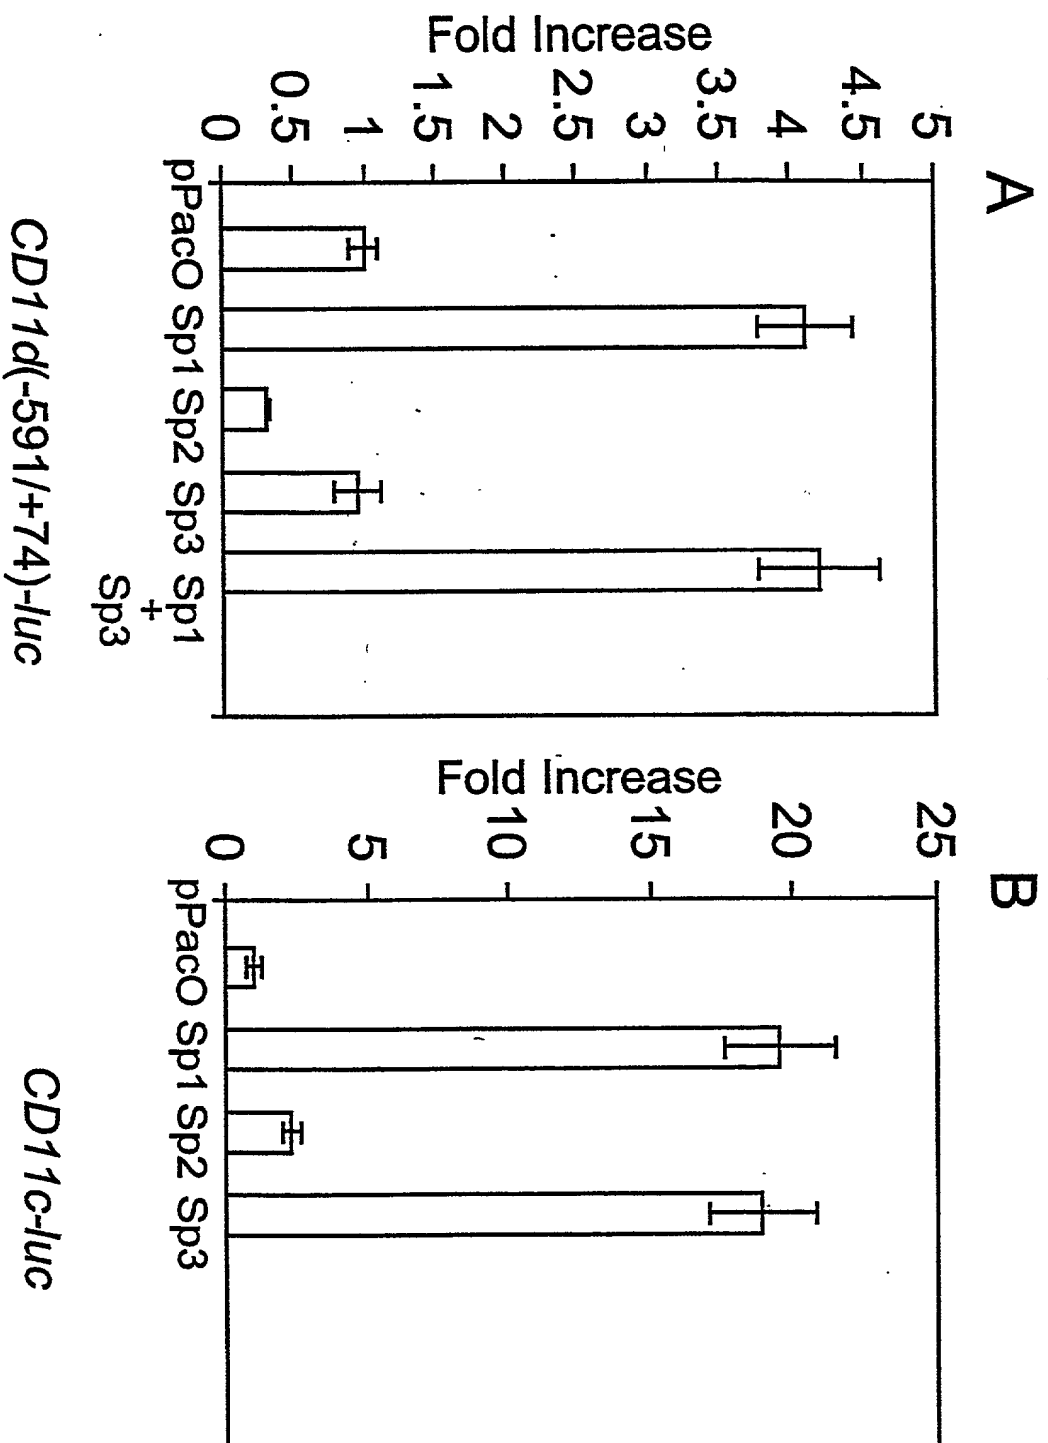 A
Fold Increase
5
4.5
4
3.5
3
2.5
2
1.5
1
0.5
0
pPacO Sp1 Sp2 Sp3 Sp1
+
Sp3
CD11d(-591/+74)-luc
B
Fold Increase
25
20
15
10
5
0
pPacO Sp1 Sp2 Sp3
CD11c-luc